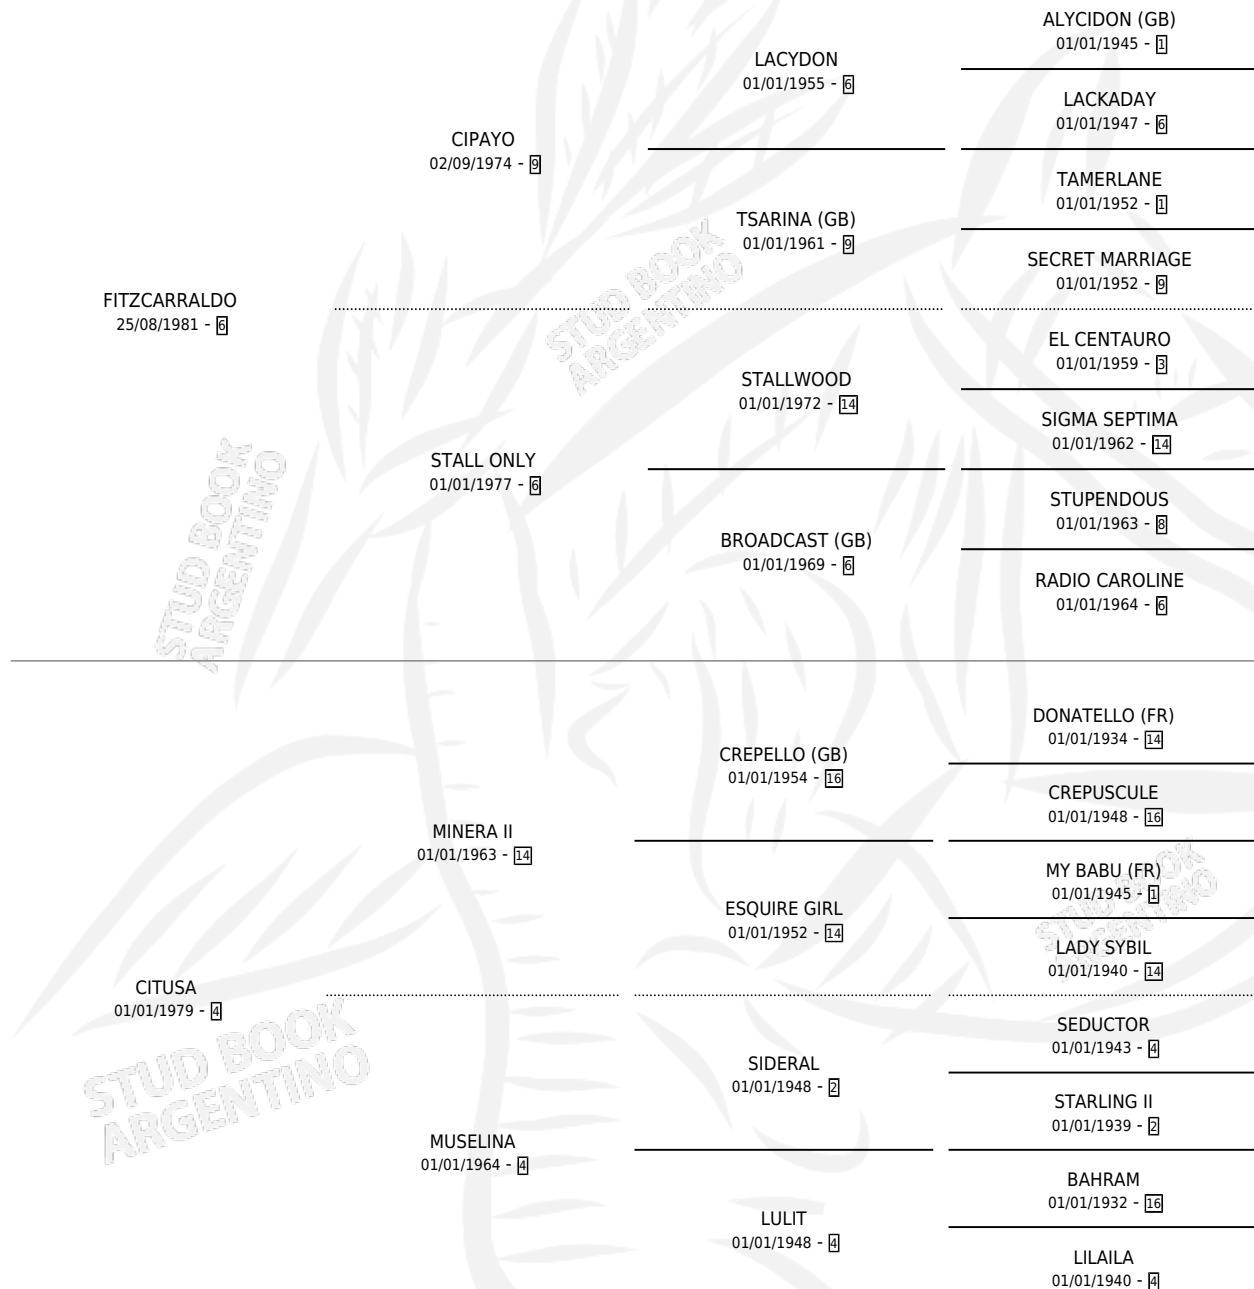 ALYCIDON (GB)
01/01/1945 - 1
LACYDON
01/01/1955 - 6
LACKADAY
01/01/1947 - 6
CIPAYO
02/09/1974 - 9
TAMERLANE
01/01/1952 - 1
TSARINA (GB)
01/01/1961 - 9
SECRET MARRIAGE
01/01/1952 - 9
STUD BOOK
ARGENTINO
FITZCARRALDO
25/08/1981 - 6
EL CENTAURO
01/01/1959 - 3
STALLWOOD
01/01/1972 - 14
SIGMA SEPTIMA
01/01/1962 - 14
STALL ONLY
01/01/1977 - 6
STUPENDOUS
01/01/1963 - 8
BROADCAST (GB)
01/01/1969 - 6
RADIO CAROLINE
01/01/1964 - 6
STUD BOOK
ARGENTINO
DONATELLO (FR)
01/01/1934 - 14
CREPELLO (GB)
01/01/1954 - 16
CREPUSCULE
01/01/1948 - 16
MINERA II
01/01/1963 - 14
MY BABU (FR)
01/01/1945 - 1
ESQUIRE GIRL
01/01/1952 - 14
LADY SYBIL
01/01/1940 - 14
STUD BOOK
ARGENTINO
CITUSA
01/01/1979 - 4
SEDUCTOR
01/01/1943 - 4
SIDERAL
01/01/1948 - 2
STARLING II
01/01/1939 - 2
STUD BOOK
ARGENTINO
MUSELINA
01/01/1964 - 4
BAHRAM
01/01/1932 - 16
LULIT
01/01/1948 - 4
LILAILA
01/01/1940 - 4